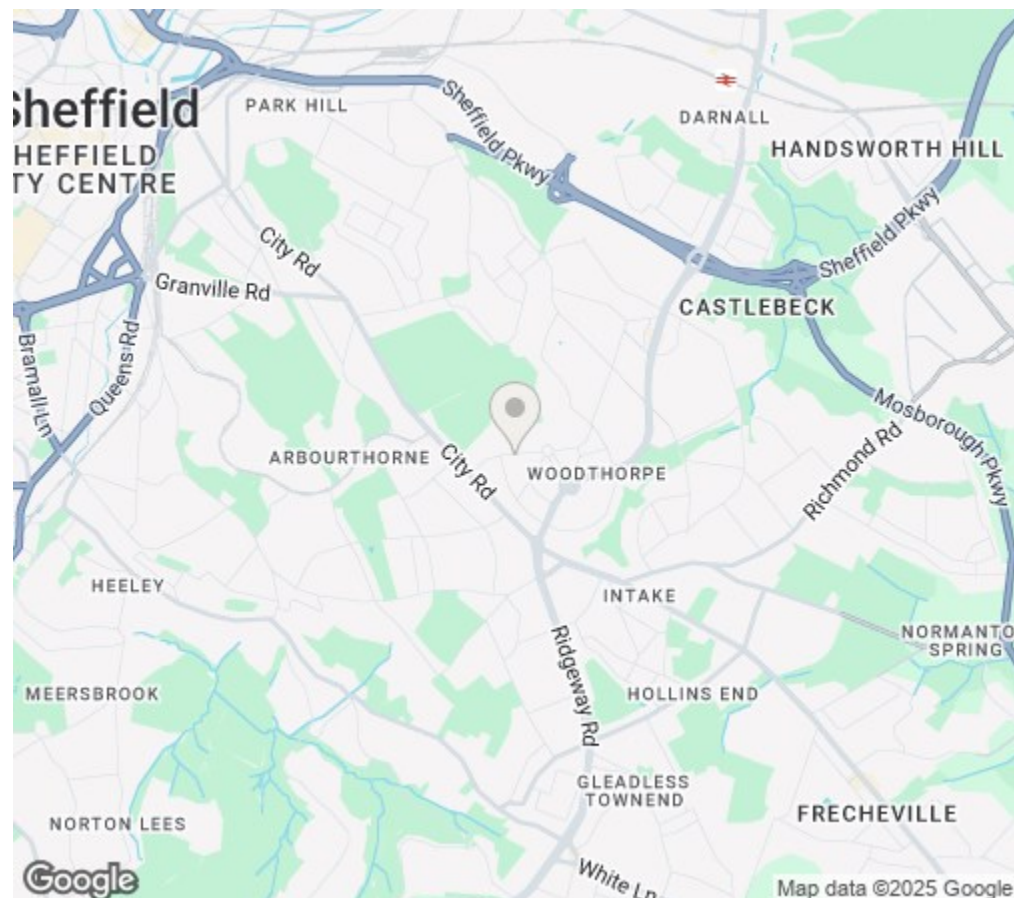 Sheffield
PARK HILL
DARNALL
HANDSWORTH HILL
HEFFIELD
TY CENTRE
Sheffield Pkwy
Sheffield Pkwy
City Rd
Granville Rd
CASTLEBECK
Bramall Ln
Queens Rd
Mosborough Pkwy
ARBOURTHORNE
City Rd
WOODTHORPE
Richmond Rd
HEELEY
INTAKE
NORMANTO
SPRING
Ridgeway Rd
MEERSBROOK
HOLLINS END
GLEADLESS
TOWNEND
FRECHEVILLE
NORTON LEES
White Ln
Google
Map data ©2025 Google